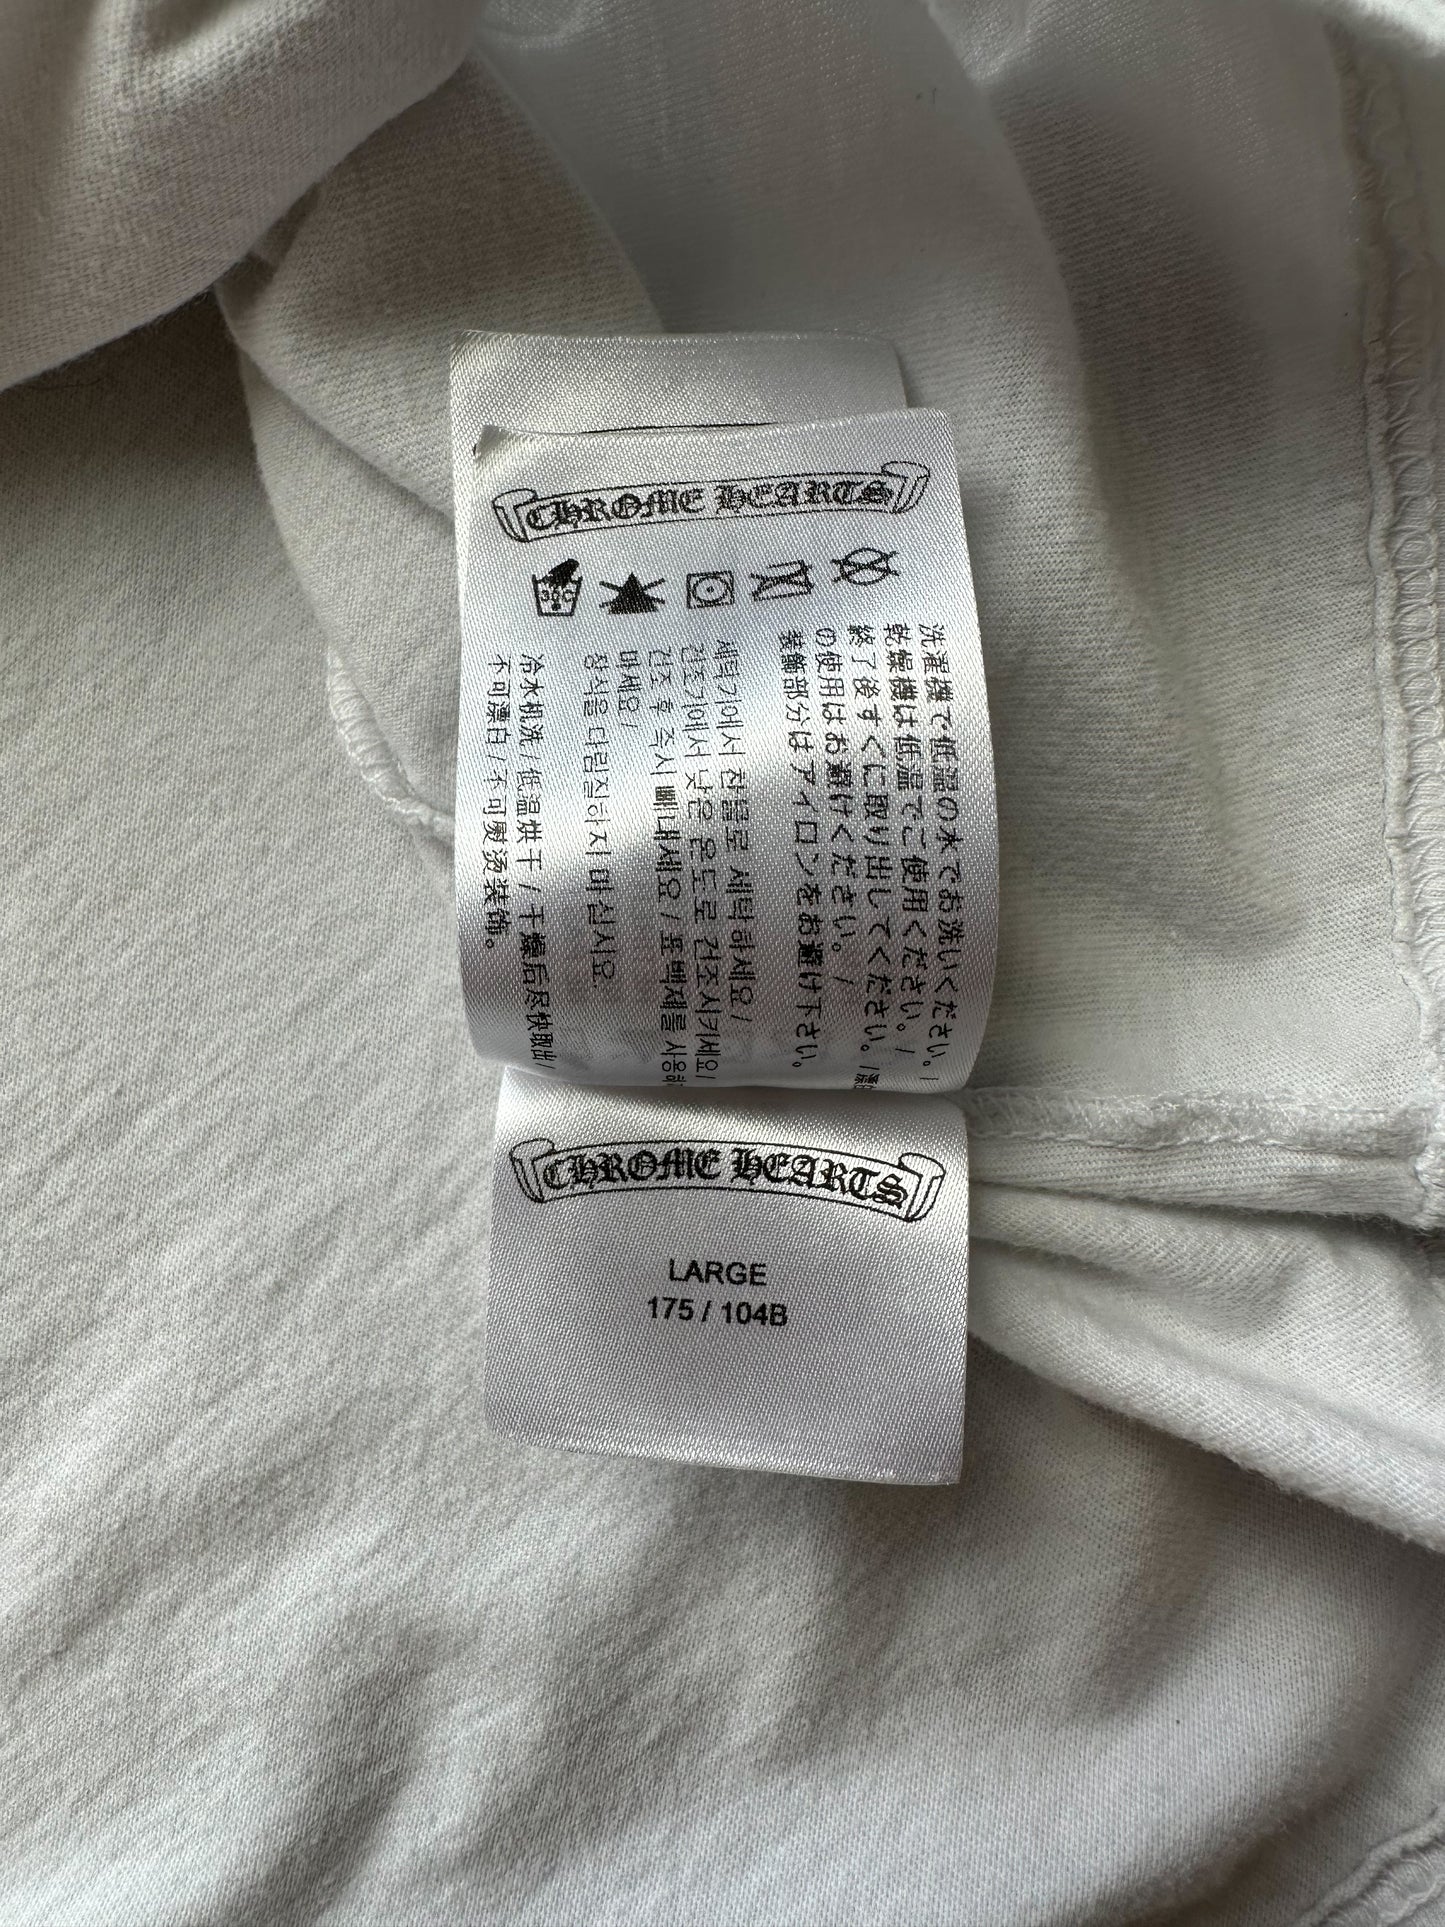 CHROME HEARTS
30°C
洗濯機で低温の水でお洗いください。/
乾燥機は低温でご使用ください。/
終了後すぐに取り出してください。/漂白
の使用はお避けください。/
装飾部分はアイロンをお避け下さい。
세탁기에서 찬물로 세탁하세요/
건조기에서 낮은 온도로 건조시키세요/
건조 후 즉시 빼내세요 / 표백제를 사용하지
마세요/
장식을 다림질하지 마십시요.
冷水机洗/低温烘干/干燥后尽快取出/
不可漂白/不可熨烫装饰。
CHROME HEARTS
LARGE
175 / 104B